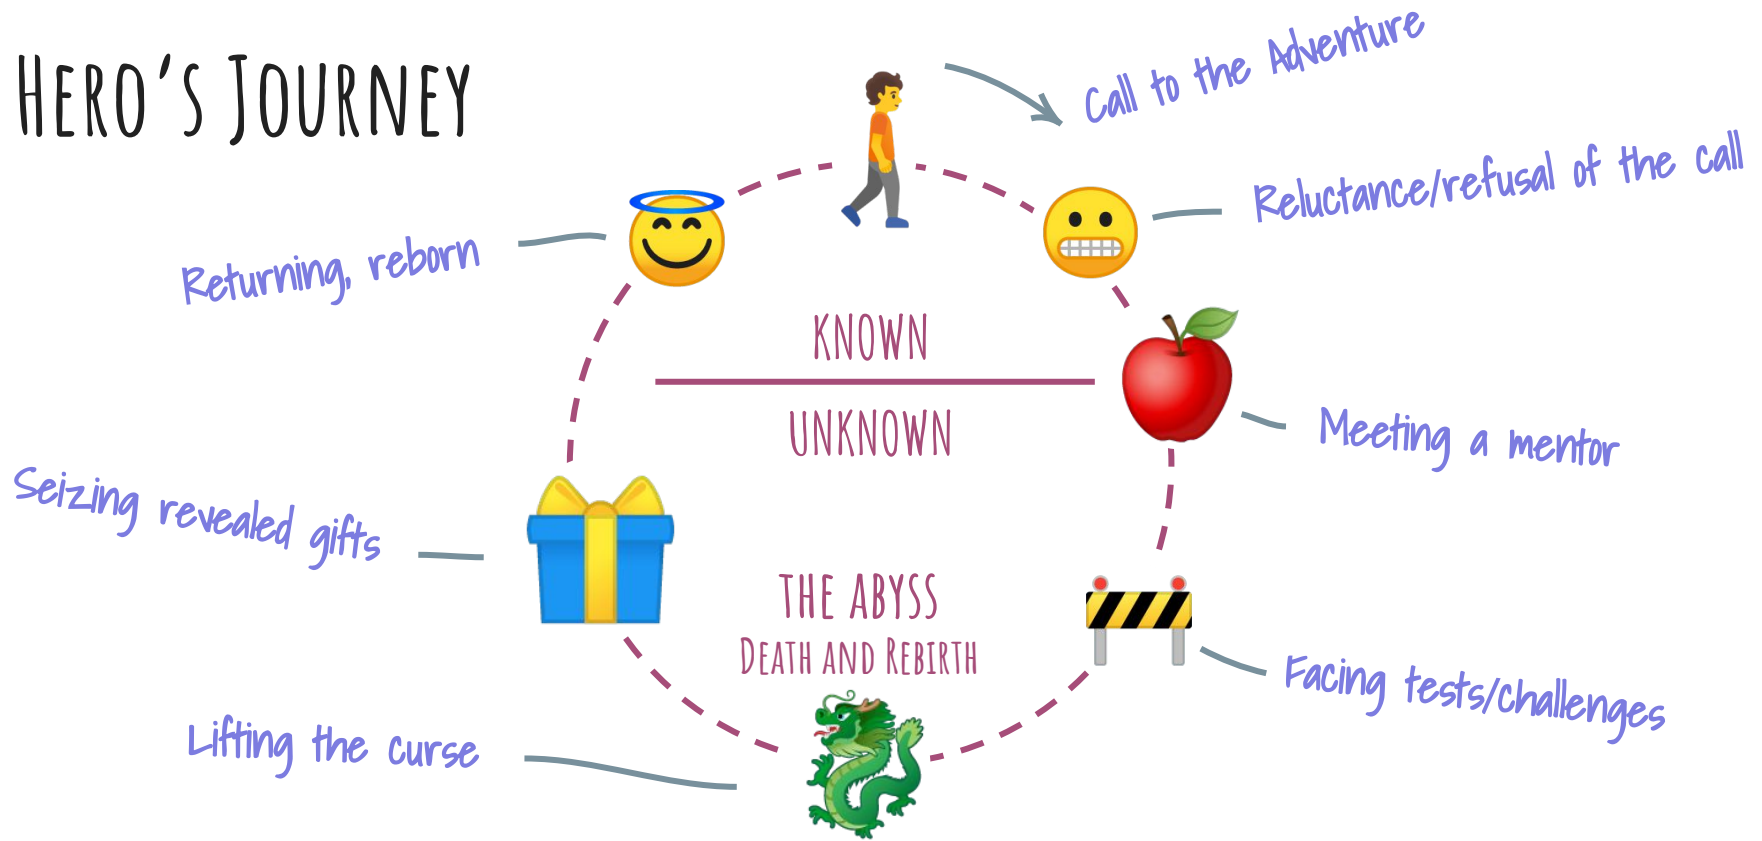 Hero's Journey
Call to the Adventure
Reluctance/refusal of the call
Returning, reborn
KNOWN
UNKNOWN
Meeting a mentor
Seizing revealed gifts
THE ABYSS
Death and Rebirth
Facing tests/challenges
Lifting the curse